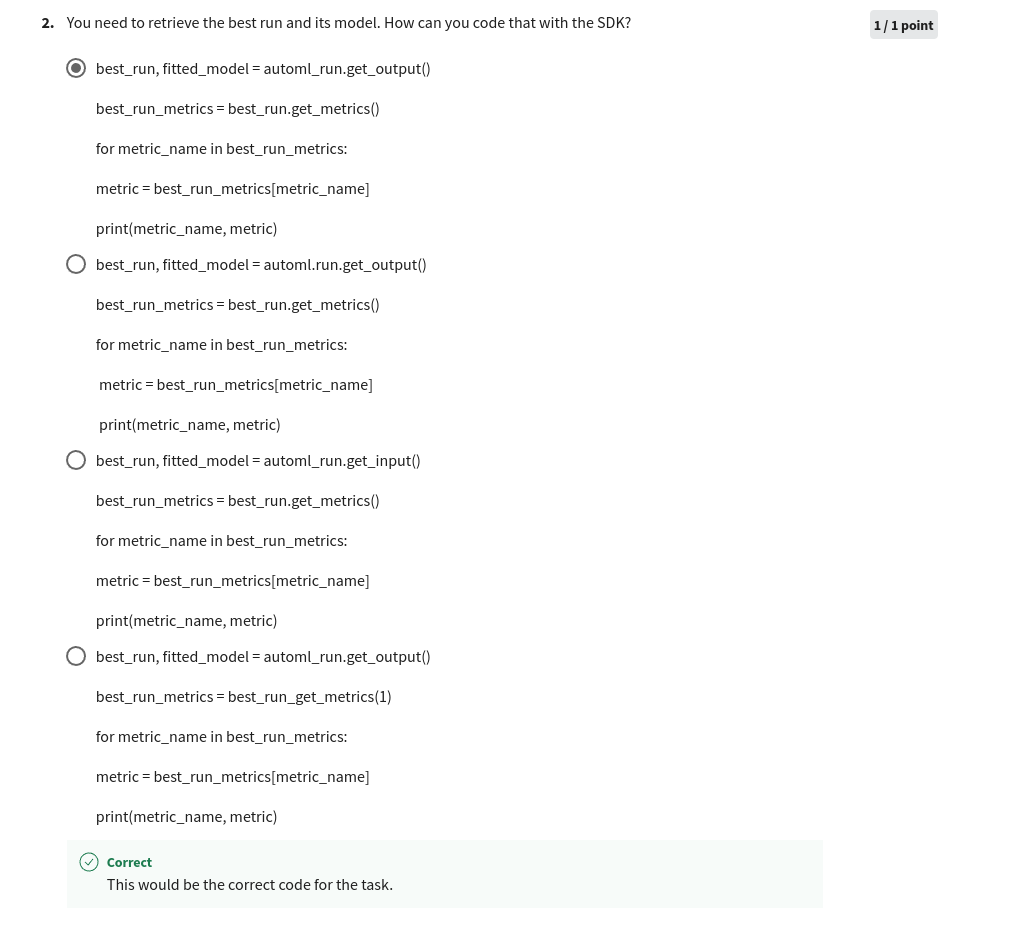 2. You need to retrieve the best run and its model. How can you code that with the SDK?
1 / 1 point
best_run, fitted_model = automl_run.get_output()
best_run_metrics = best_run.get_metrics()
for metric_name in best_run_metrics:
metric = best_run_metrics[metric_name]
print(metric_name, metric)
best_run, fitted_model = automl.run.get_output()
best_run_metrics = best_run.get_metrics()
for metric_name in best_run_metrics:
metric = best_run_metrics[metric_name]
print(metric_name, metric)
best_run, fitted_model = automl_run.get_input()
best_run_metrics = best_run.get_metrics()
for metric_name in best_run_metrics:
metric = best_run_metrics[metric_name]
print(metric_name, metric)
best_run, fitted_model = automl_run.get_output()
best_run_metrics = best_run_get_metrics(1)
for metric_name in best_run_metrics:
metric = best_run_metrics[metric_name]
print(metric_name, metric)
Correct
This would be the correct code for the task.